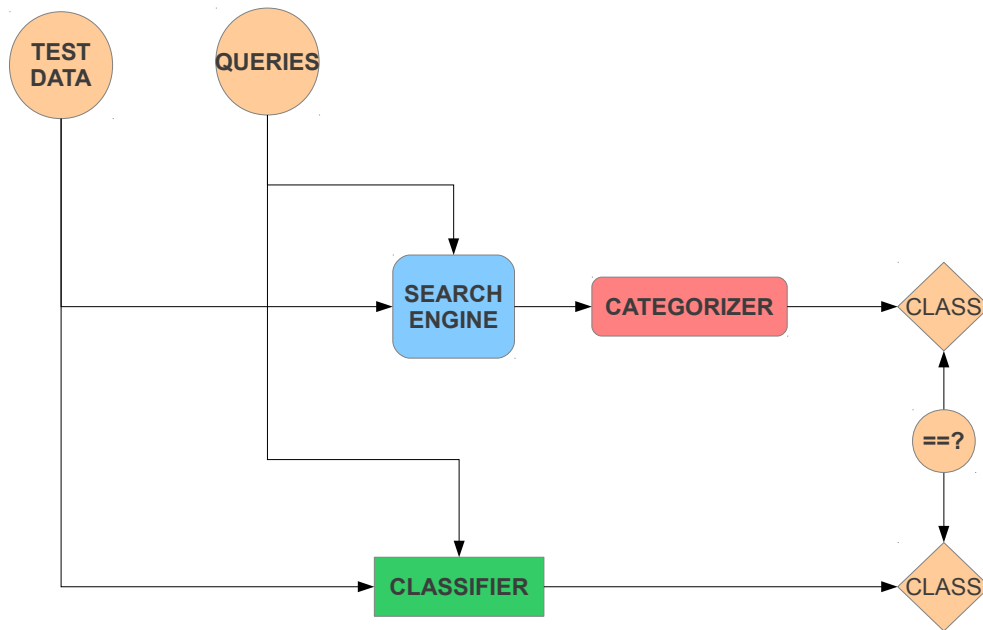 TEST
DATA
QUERIES
SEARCH
ENGINE
CATEGORIZER
CLASS
==?
CLASSIFIER
CLASS